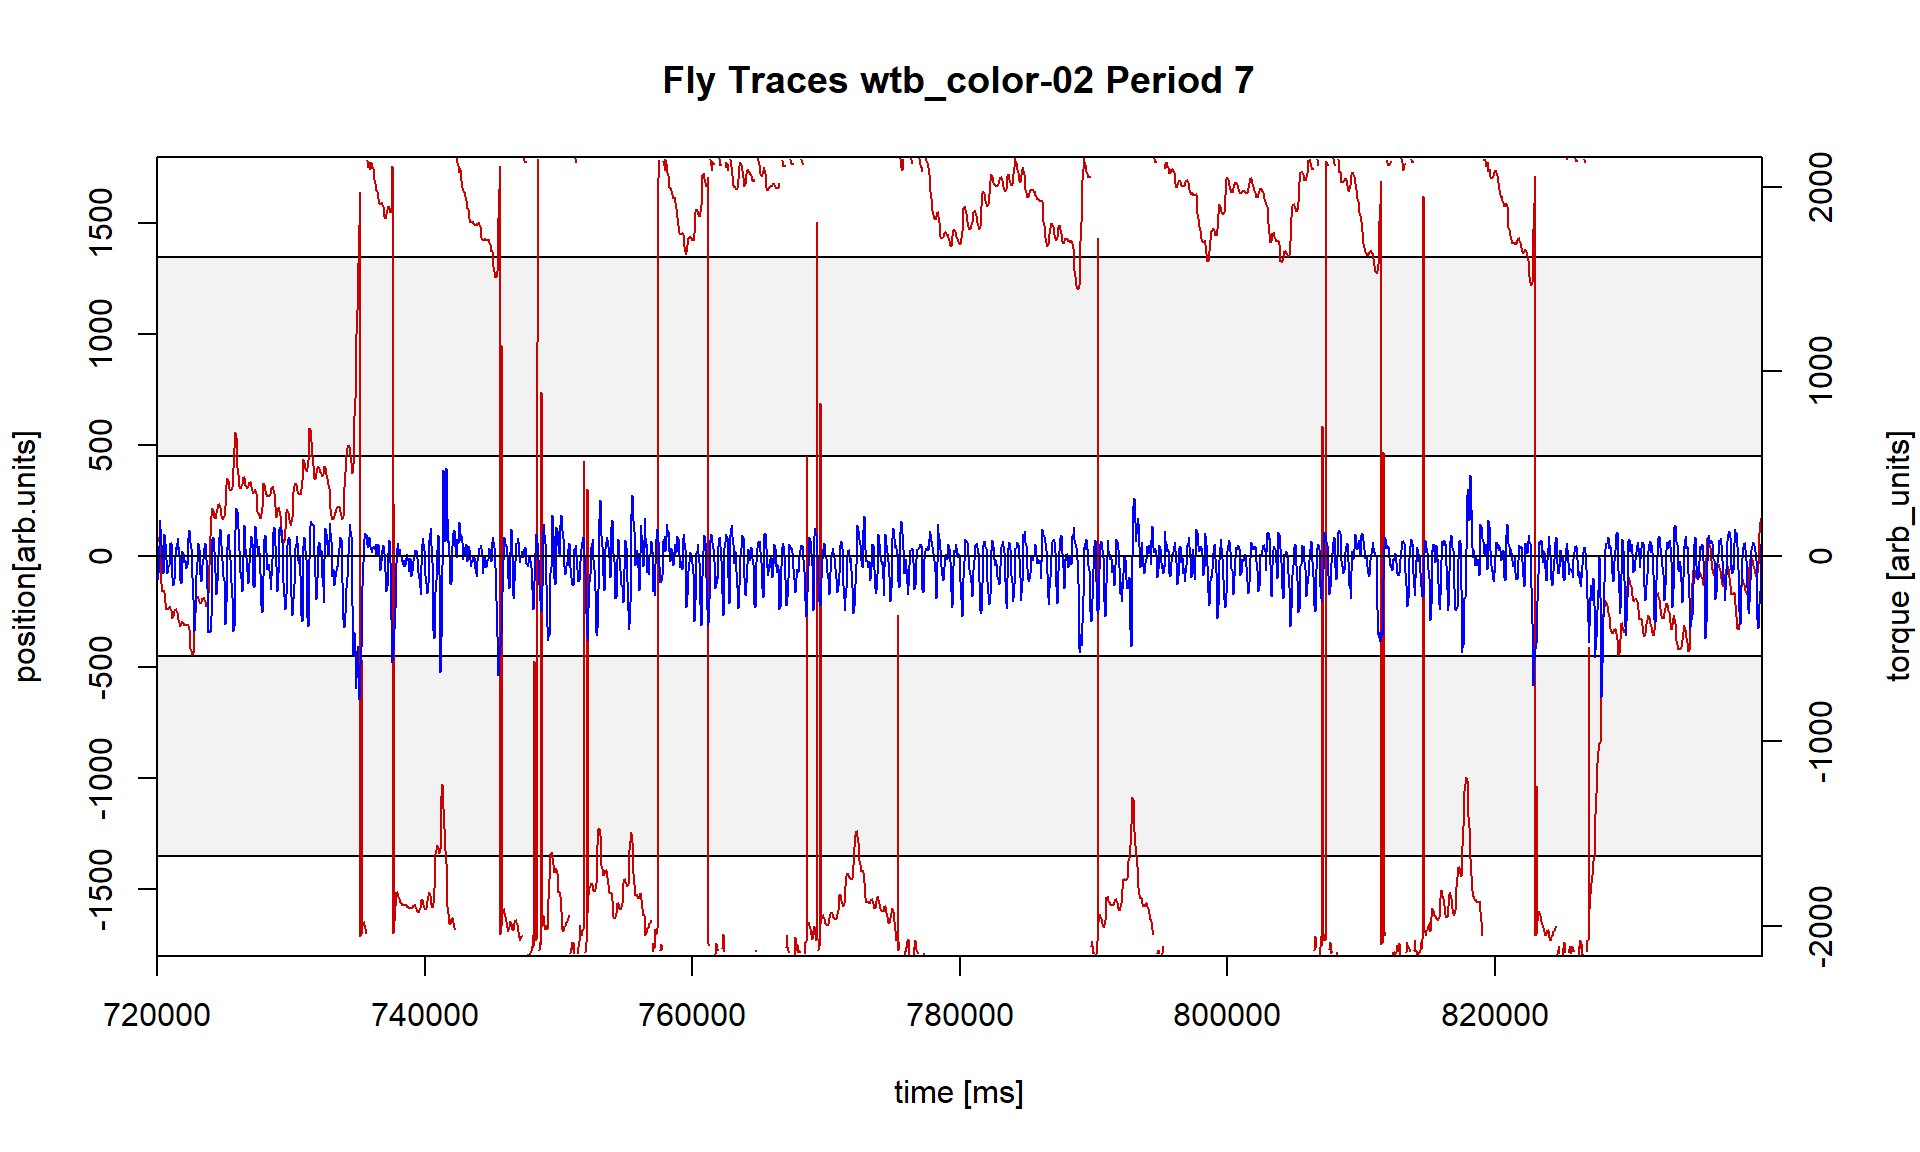 Fly Traces wtb_color-02 Period 7
position[arb.units]
1500
1000
500
0
-500
-1000
-1500
2000
1000
0
-1000
-2000
torque [arb_units]
720000 740000 760000 780000 800000 820000
time [ms]